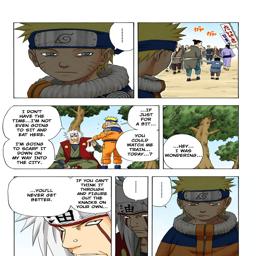 ...HEY...
I WAS
WONDERING...
...IF
JUST
FOR
A BIT...
YOU
COULD
WATCH ME
TRAIN...
TODAY...?
I DON'T
HAVE THE
TIME...I'M NOT
EVEN GOING
TO SIT AND
EAT HERE.
I'M GOING
TO SCARF IT
DOWN ON
MY WAY INTO
THE CITY.
IF YOU CAN'T
THINK IT
THROUGH AND
FIGURE OUT
THE KNACKS
ON YOUR
OWN...
...YOU'LL
NEVER GET
BETTER.
油